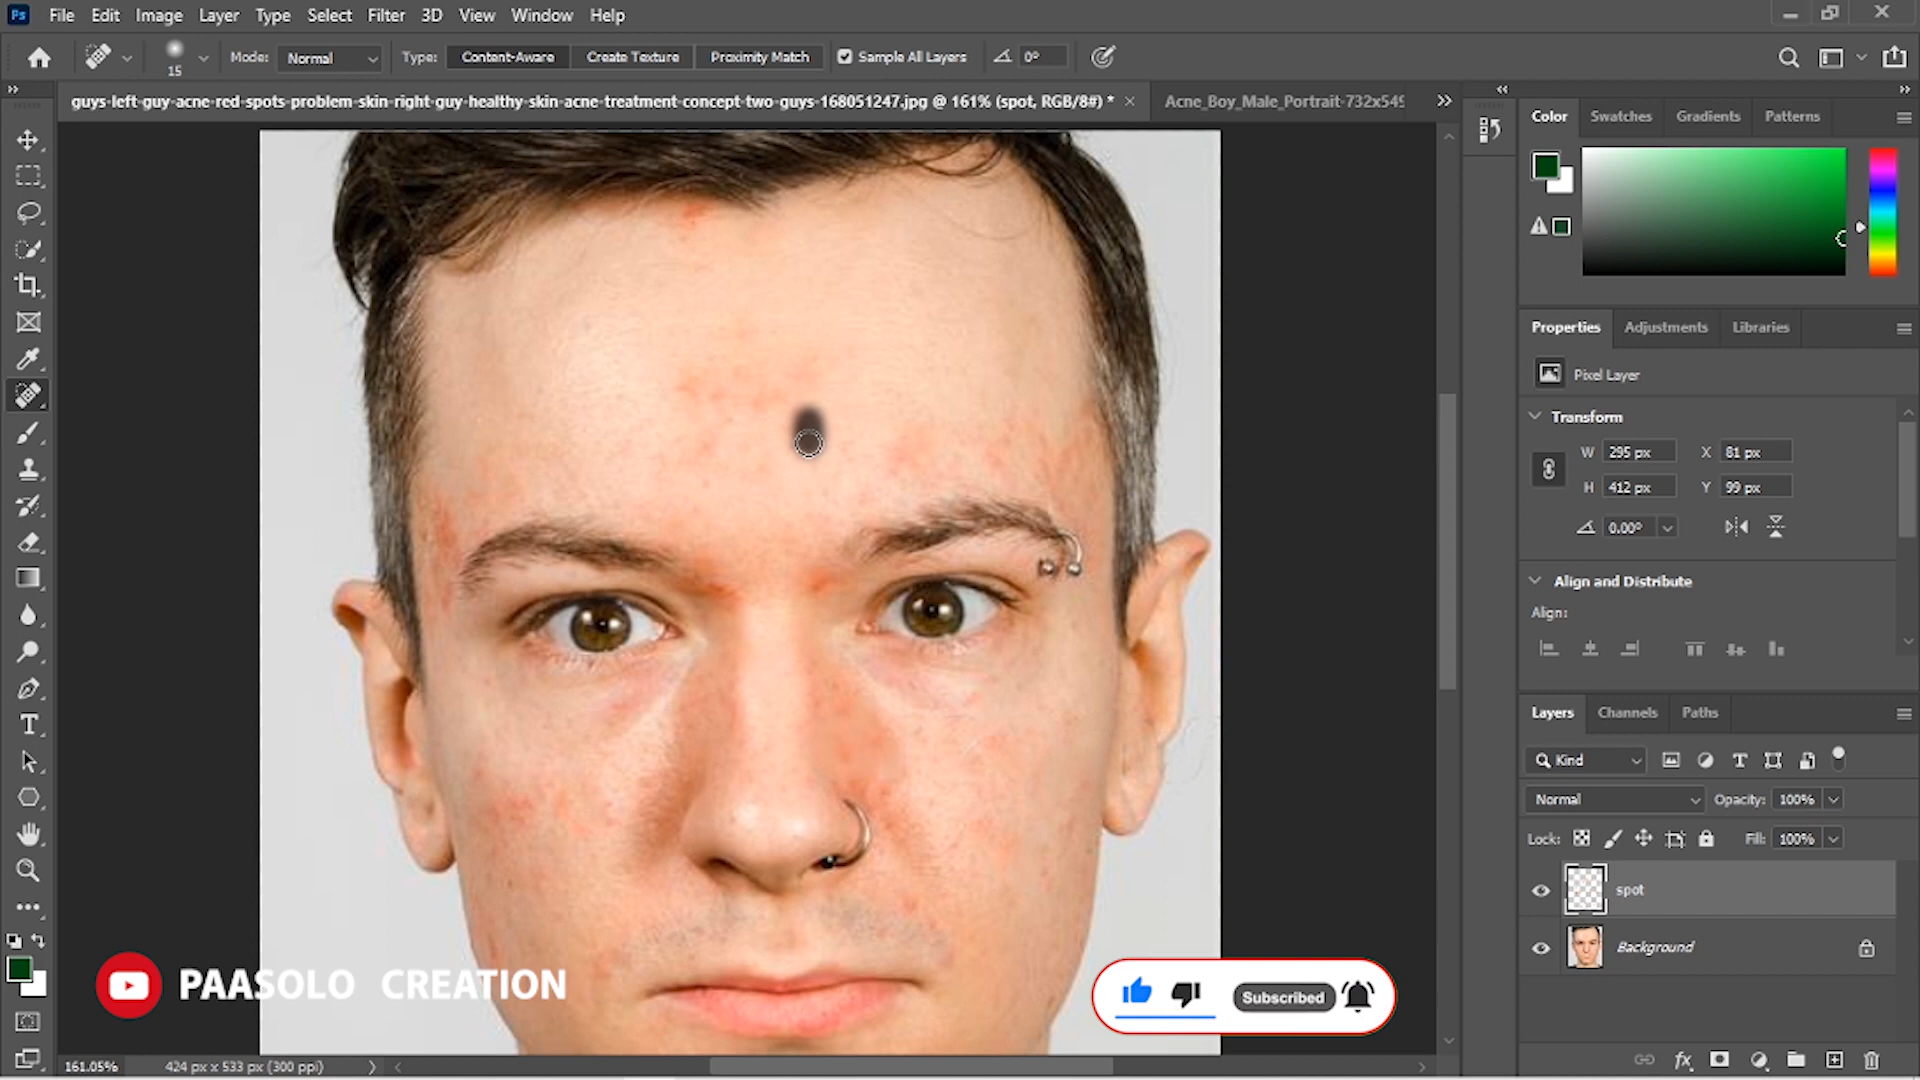 Ps File Edit Image Layer Type Select Filter 3D View Window Help
15 Mode: Normal Type: Content-Aware Create Texture Proximity Match Sample All Layers 0°
guys-left-guy-acne-red-spots-problem-skin-right-guy-healthy-skin-acne-treatment-concept-two-guys-168051247.jpg @ 161% (spot, RGB/8#) * Acne_Boy_Male_Portrait-732x549
Color Swatches Gradients Patterns
Properties Adjustments Libraries
Pixel Layer
Transform
W 295 px X 81 px
H 412 px Y 99 px
0.00°
Align and Distribute
Align:
Layers Channels Paths
Kind
Normal Opacity: 100%
Lock: Fill: 100%
spot
Background
PAASOLO CREATION
Subscribed
161.05% 424 px x 533 px (300 ppi)